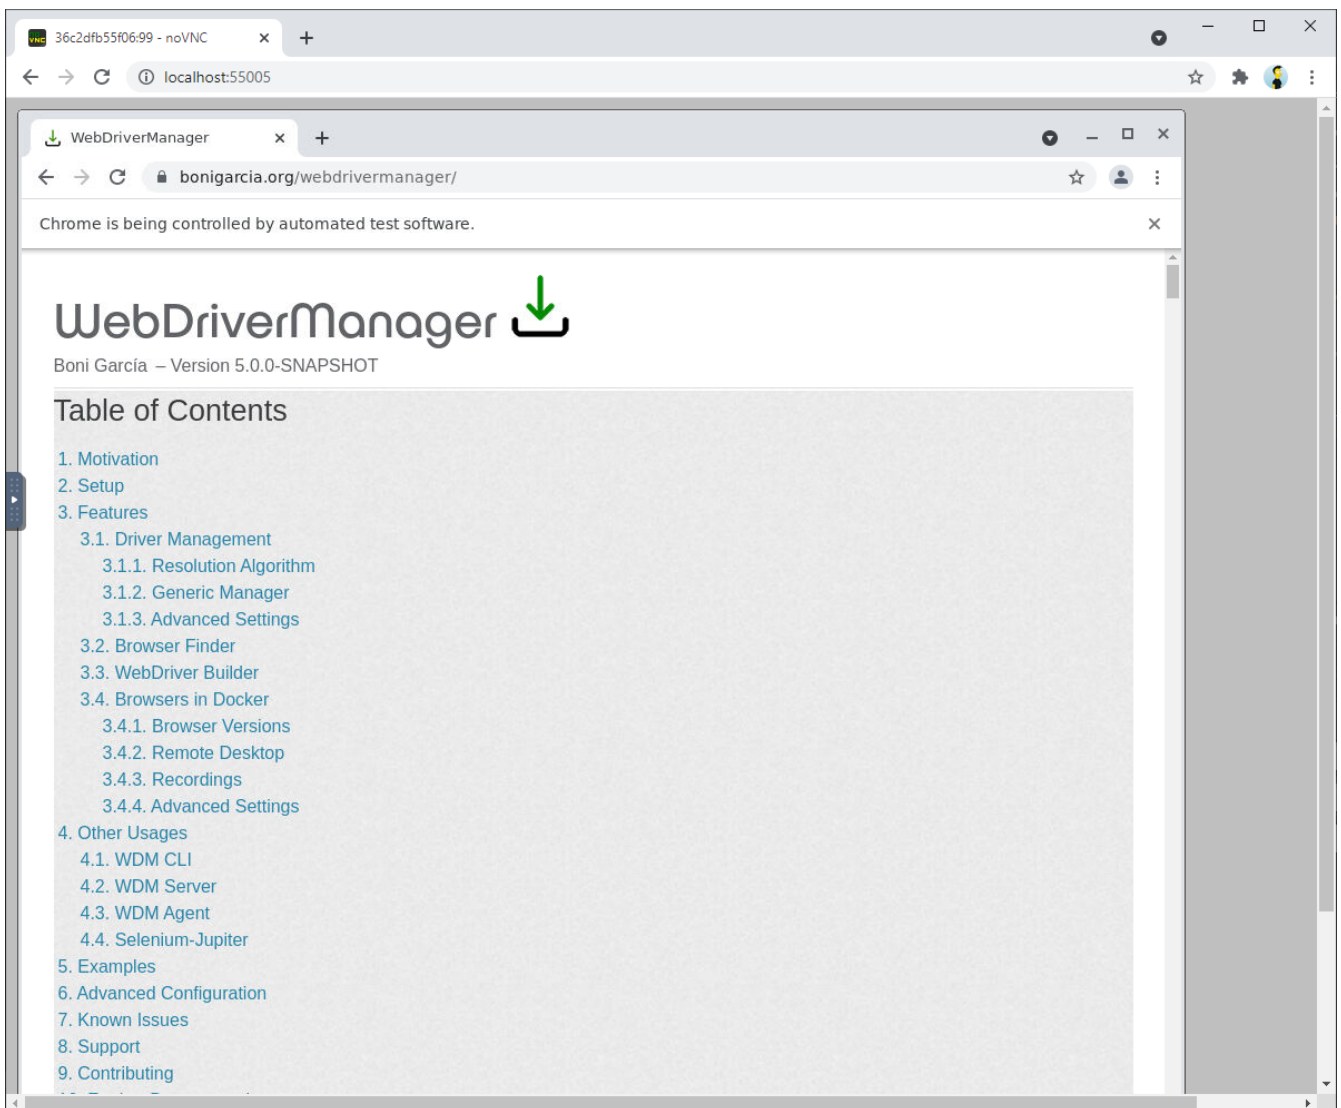 36c2dfb55f06:99 - noVNC
localhost:55005
WebDriverManager
bonigarcia.org/webdrivermanager/
Chrome is being controlled by automated test software.
WebDriverManager
Boni García – Version 5.0.0-SNAPSHOT
Table of Contents
1. Motivation
2. Setup
3. Features
3.1. Driver Management
3.1.1. Resolution Algorithm
3.1.2. Generic Manager
3.1.3. Advanced Settings
3.2. Browser Finder
3.3. WebDriver Builder
3.4. Browsers in Docker
3.4.1. Browser Versions
3.4.2. Remote Desktop
3.4.3. Recordings
3.4.4. Advanced Settings
4. Other Usages
4.1. WDM CLI
4.2. WDM Server
4.3. WDM Agent
4.4. Selenium-Jupiter
5. Examples
6. Advanced Configuration
7. Known Issues
8. Support
9. Contributing